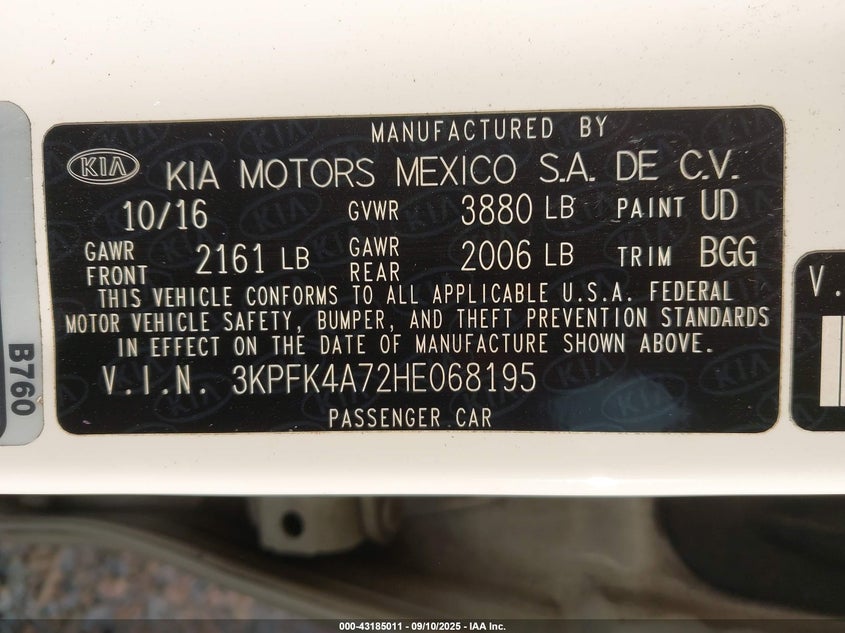 MANUFACTURED BY
KIA KIA MOTORS MEXICO S.A. DE C.V.
10/16 GVWR 3880 LB PAINT UD
GAWR FRONT 2161 LB GAWR REAR 2006 LB TRIM BGG
THIS VEHICLE CONFORMS TO ALL APPLICABLE U.S.A. FEDERAL
MOTOR VEHICLE SAFETY, BUMPER, AND THEFT PREVENTION STANDARDS
IN EFFECT ON THE DATE OF MANUFACTURE SHOWN ABOVE.
V.I.N. 3KPFK4A72HE068195
PASSENGER CAR
B760
V.
000-43185011 - 09/10/2025 - IAA Inc.